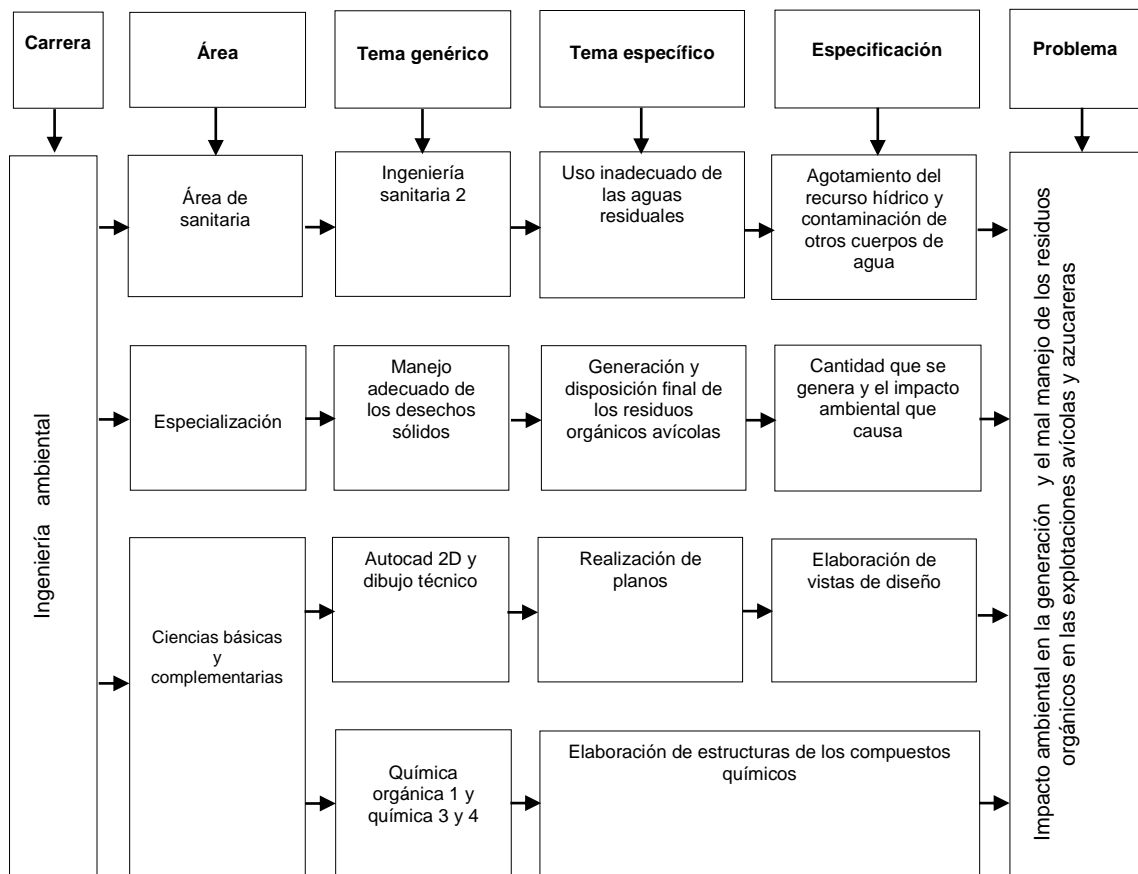 Carrera
Área
Tema genérico
Tema específico
Especificación
Problema
Ingeniería ambiental
Área de
sanitaria
Ingeniería
sanitaria 2
Uso inadecuado de
las aguas
residuales
Agotamiento del
recurso hídrico y
contaminación de
otros cuerpos de
agua
Especialización
Manejo
adecuado de
los desechos
sólidos
Generación y
disposición final de
los residuos
orgánicos avícolas
Cantidad que se
genera y el impacto
ambiental que
causa
Ciencias básicas
y
complementarias
Autocad 2D y
dibujo técnico
Realización de
planos
Elaboración de
vistas de diseño
Química
orgánica 1 y
química 3 y 4
Elaboración de estructuras de los compuestos
químicos
Impacto ambiental en la generación y el mal manejo de los residuos
orgánicos en las explotaciones avícolas y azucareras